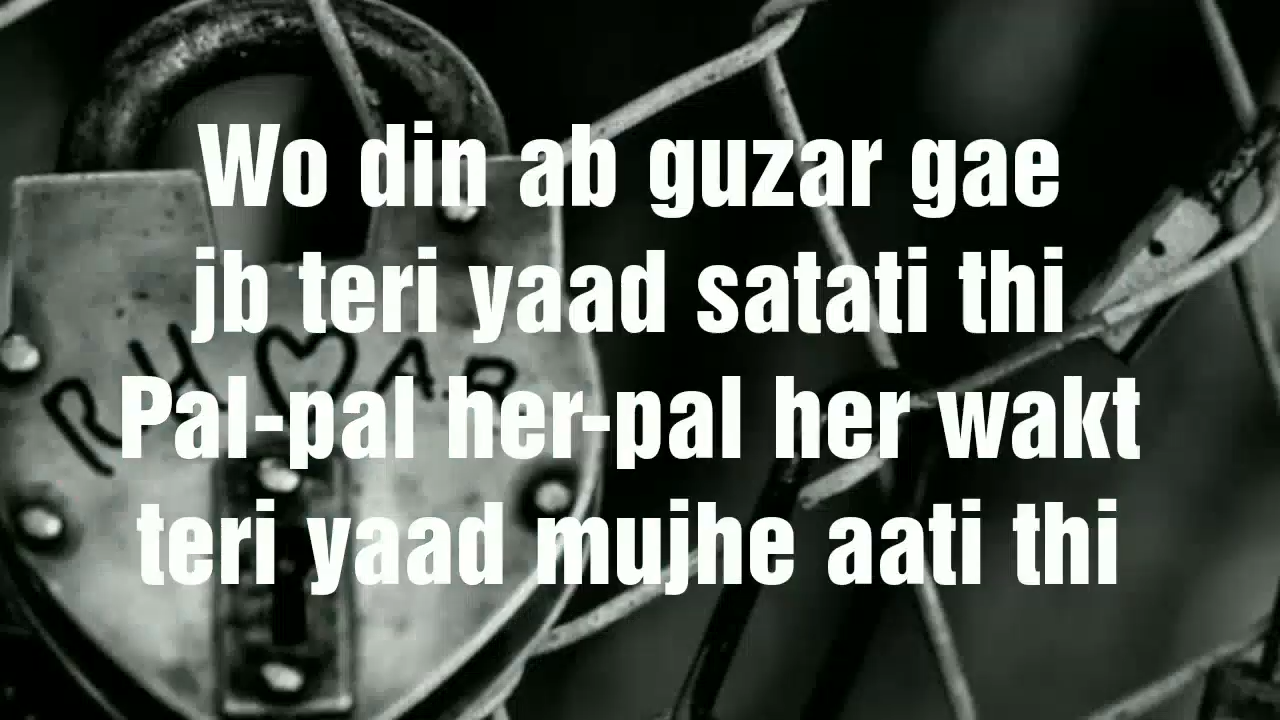 Wo din ab guzar gae
jb teri yaad satati thi
RH ♡ A.B
Pal-pal her-pal her wakt
teri yaad mujhe aati thi